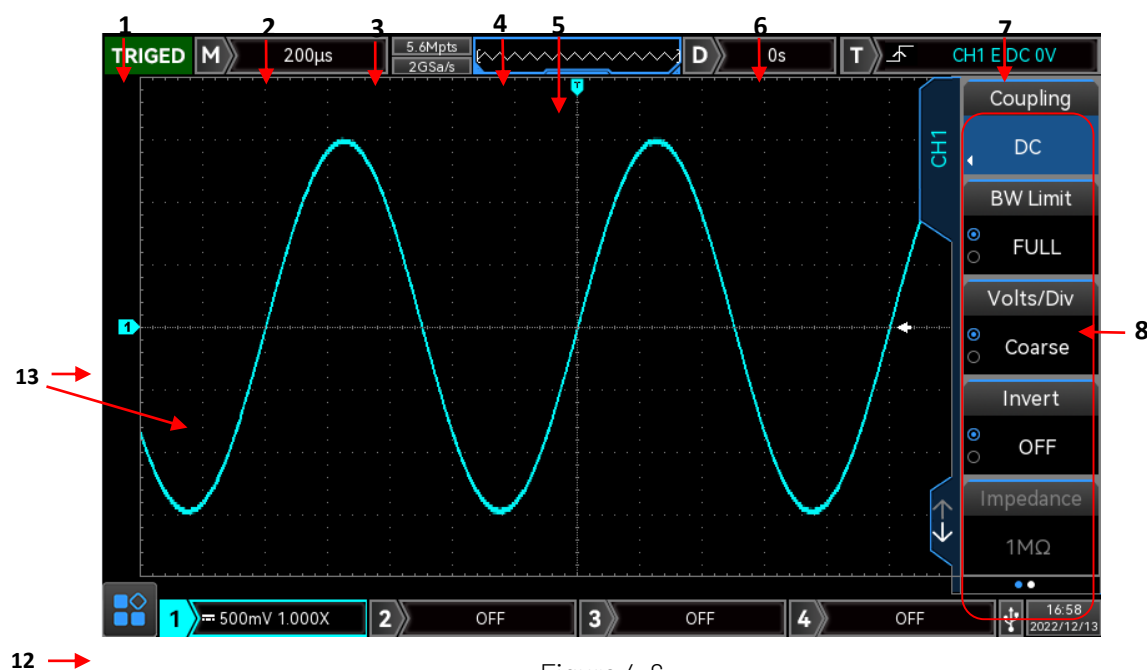 1 2 3 4 5 6 7
TRIGED M 200μs 5.6Mpts D 0s T CH1 E DC 0V
2GSa/s
T
Coupling
CH1
DC
BW Limit
FULL
Volts/Div
1
8
Coarse
13
Invert
OFF
Impedance
1MΩ
1 500mV 1.000X 2 OFF 3 OFF 4 OFF 16:58
2022/12/13
12